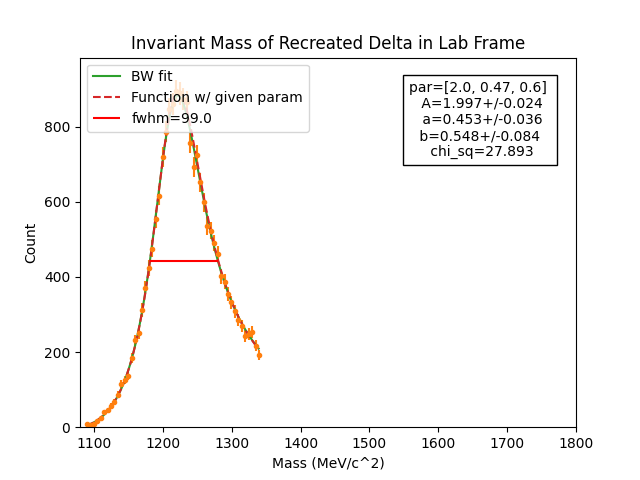 Invariant Mass of Recreated Delta in Lab Frame
BW fit
Function w/ given param
fwhm=99.0
par=[2.0, 0.47, 0.6]
A=1.997+/-0.024
a=0.453+/-0.036
b=0.548+/-0.084
chi_sq=27.893
Count
800
600
400
200
0
1100 1200 1300 1400 1500 1600 1700 1800
Mass (MeV/c^2)